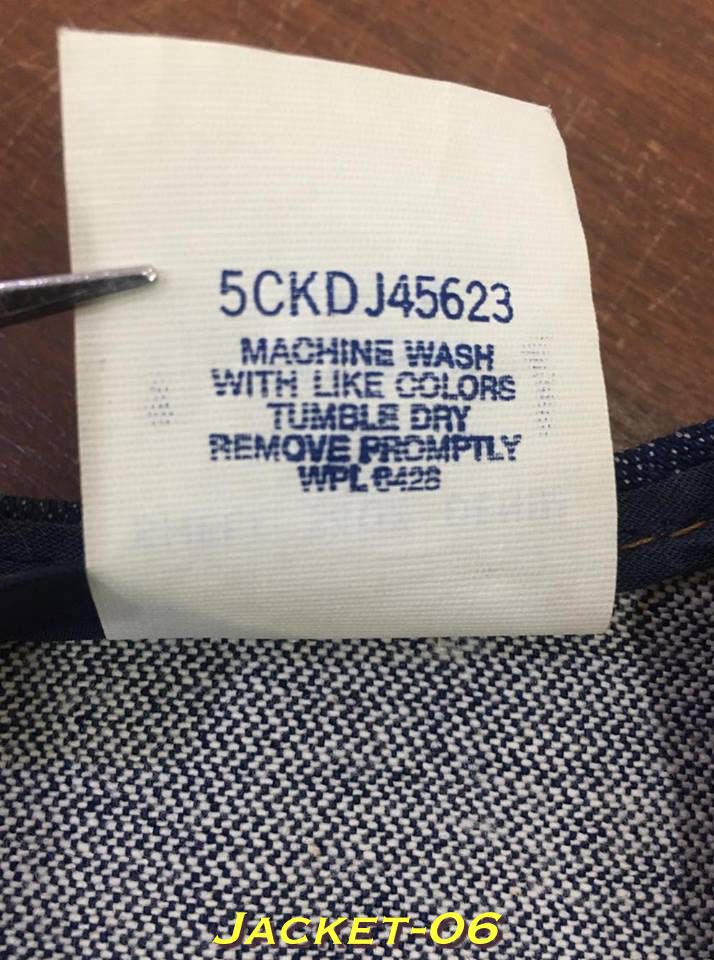 5CKDJ45623
MACHINE WASH
WITH LIKE COLORS
TUMBLE DRY
REMOVE PROMPTLY
WPL 6428
JACKET-06